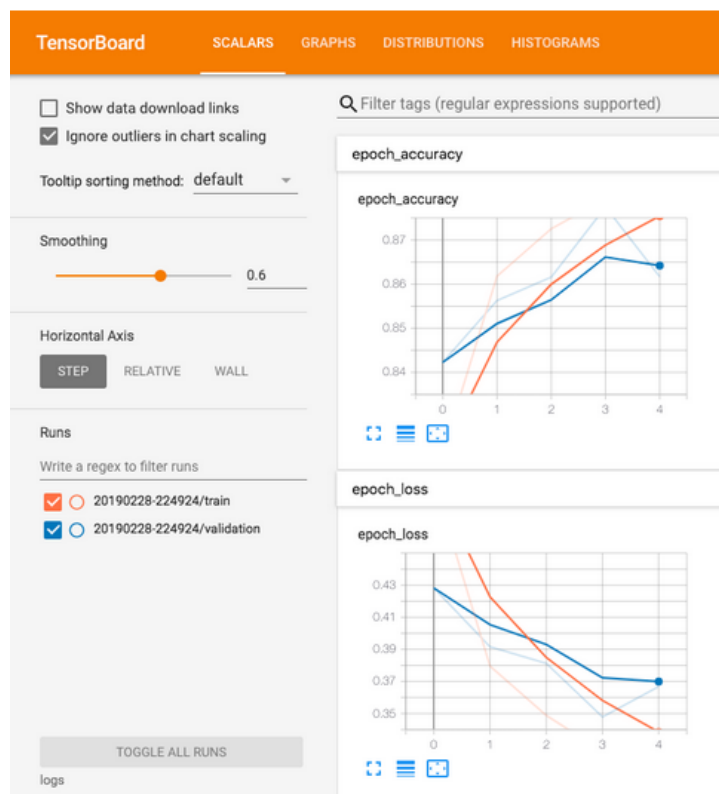 TensorBoard SCALARS GRAPHS DISTRIBUTIONS HISTOGRAMS
Show data download links
Ignore outliers in chart scaling
Tooltip sorting method: default
Smoothing
0.6
Horizontal Axis
STEP RELATIVE WALL
Runs
Write a regex to filter runs
20190228-224924/train
20190228-224924/validation
TOGGLE ALL RUNS
logs
Filter tags (regular expressions supported)
epoch_accuracy
epoch_accuracy
0.87
0.86
0.85
0.84
0 1 2 3 4
epoch_loss
epoch_loss
0.43
0.41
0.39
0.37
0.35
0 1 2 3 4